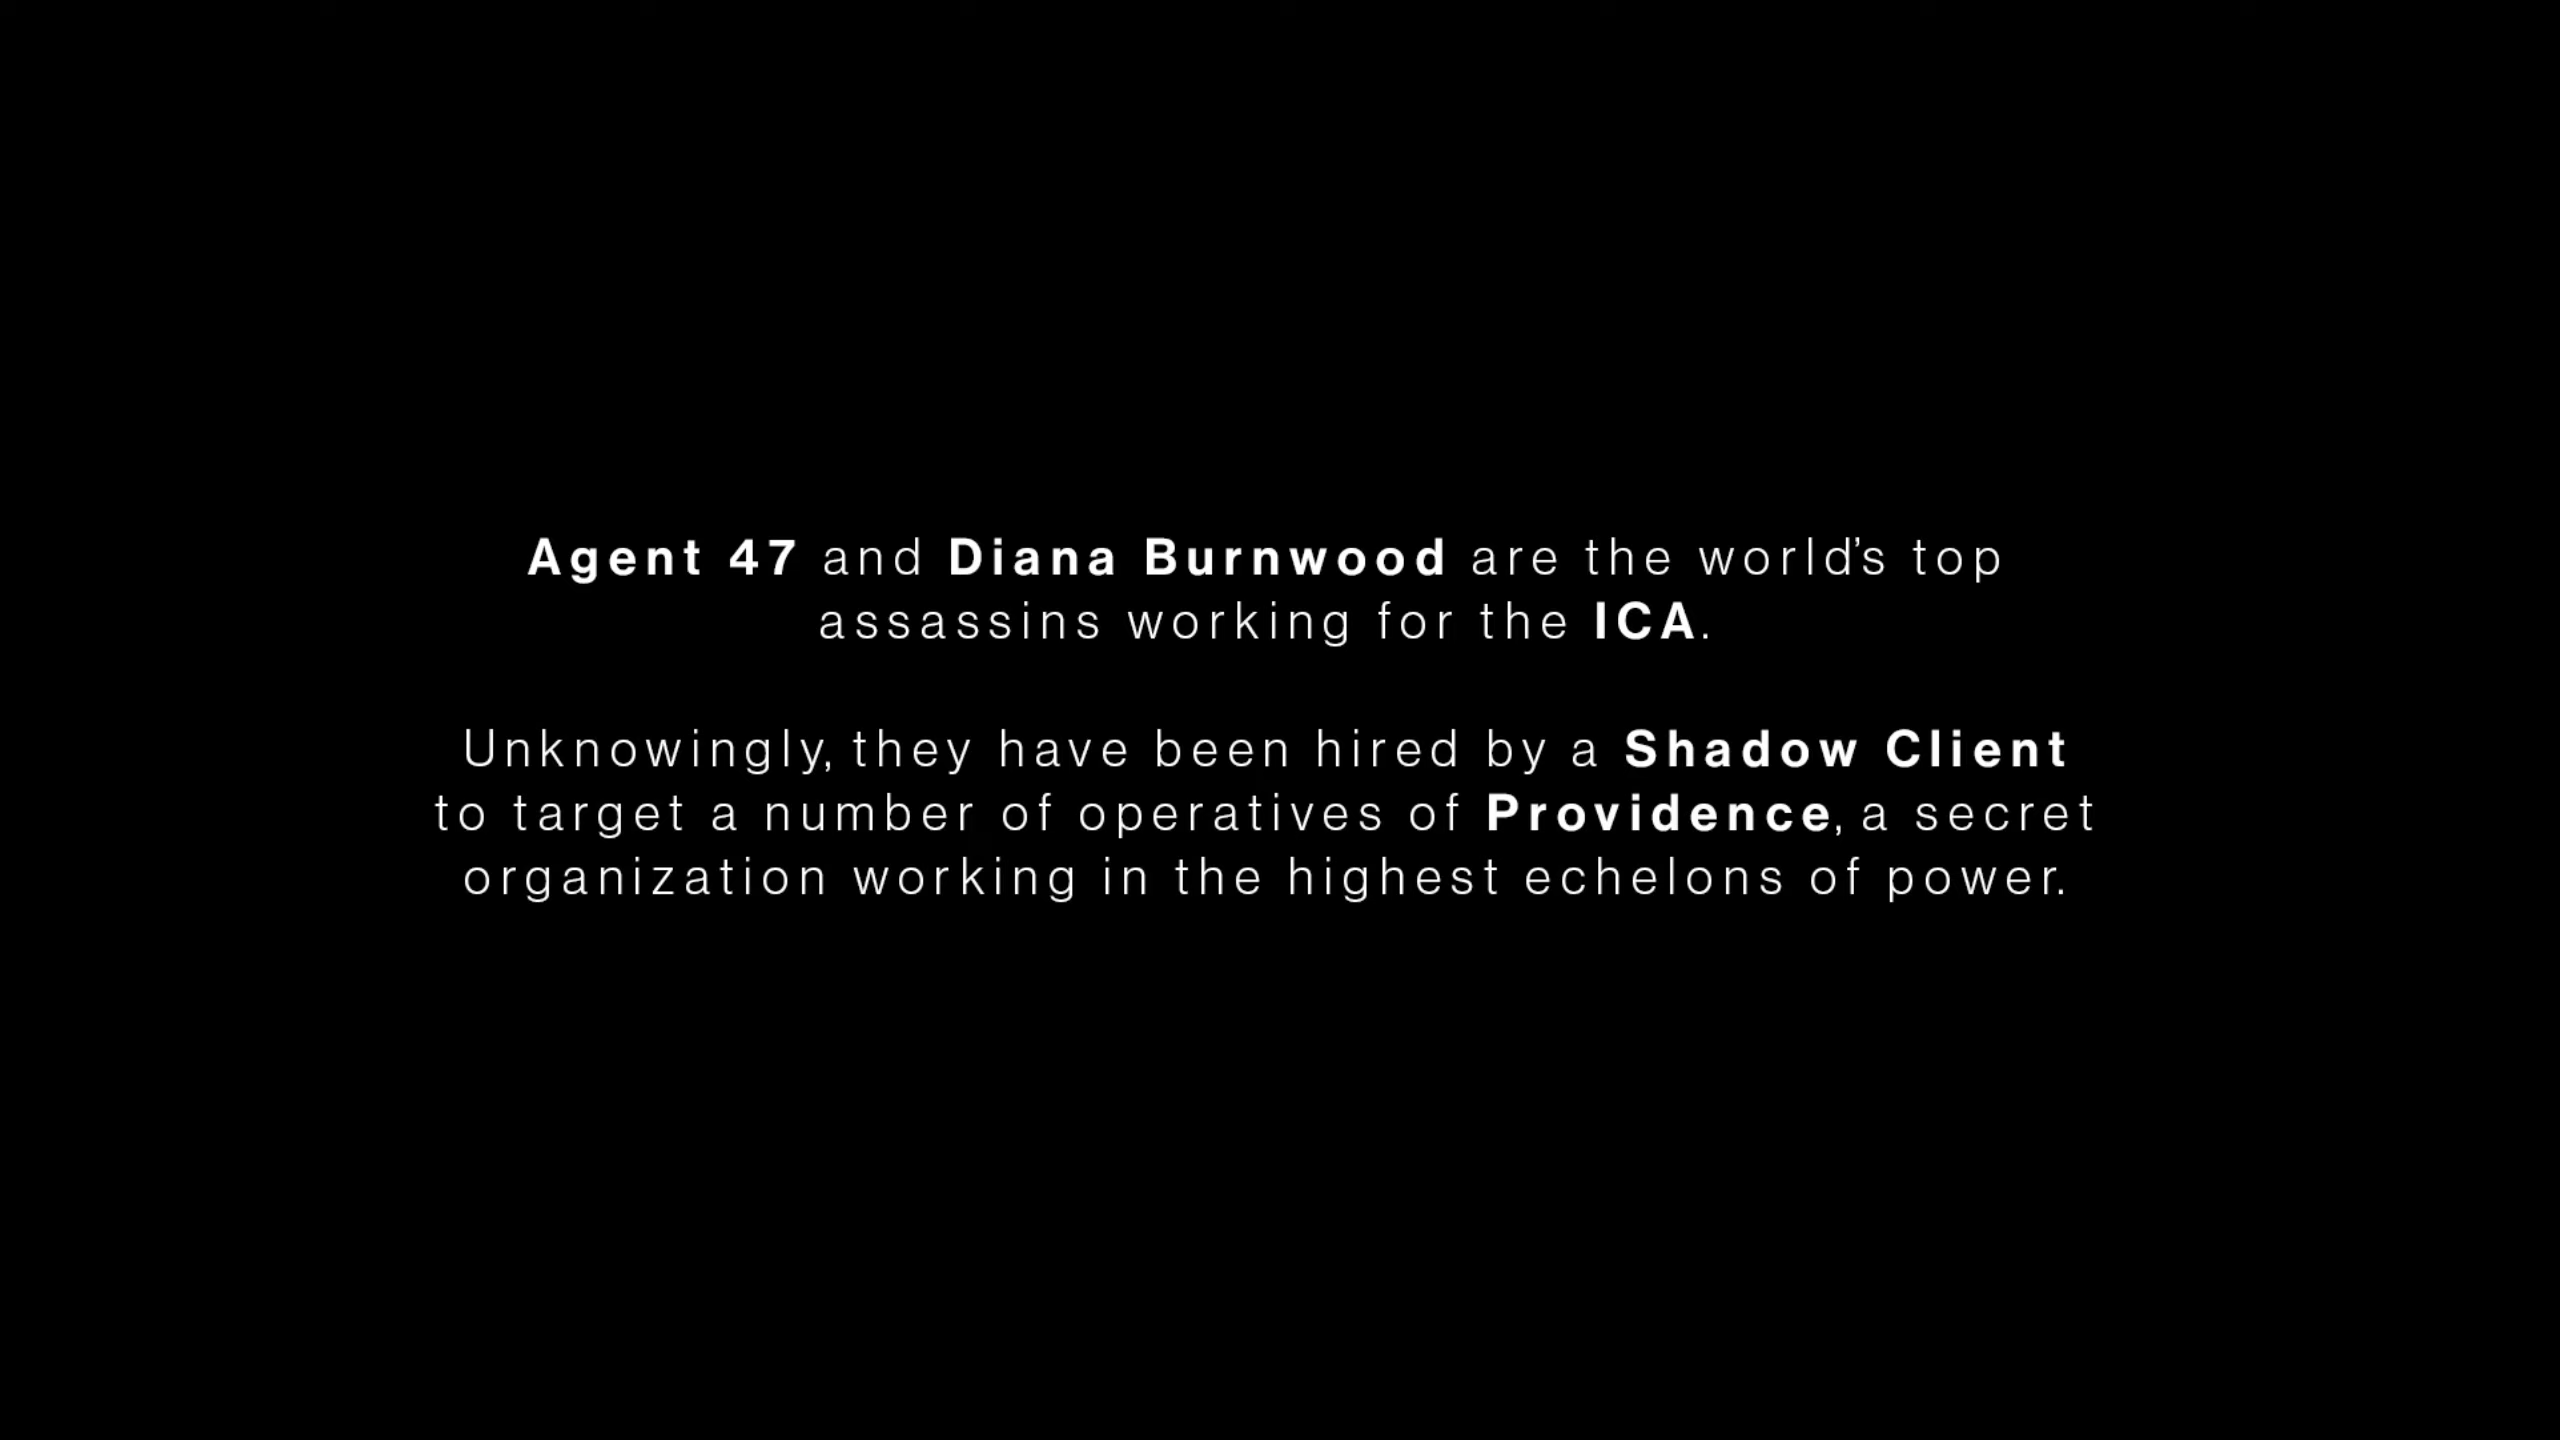 Agent 47 and Diana Burnwood are the world’s top
assassins working for the ICA.
Unknowingly, they have been hired by a Shadow Client
to target a number of operatives of Providence, a secret
organization working in the highest echelons of power.